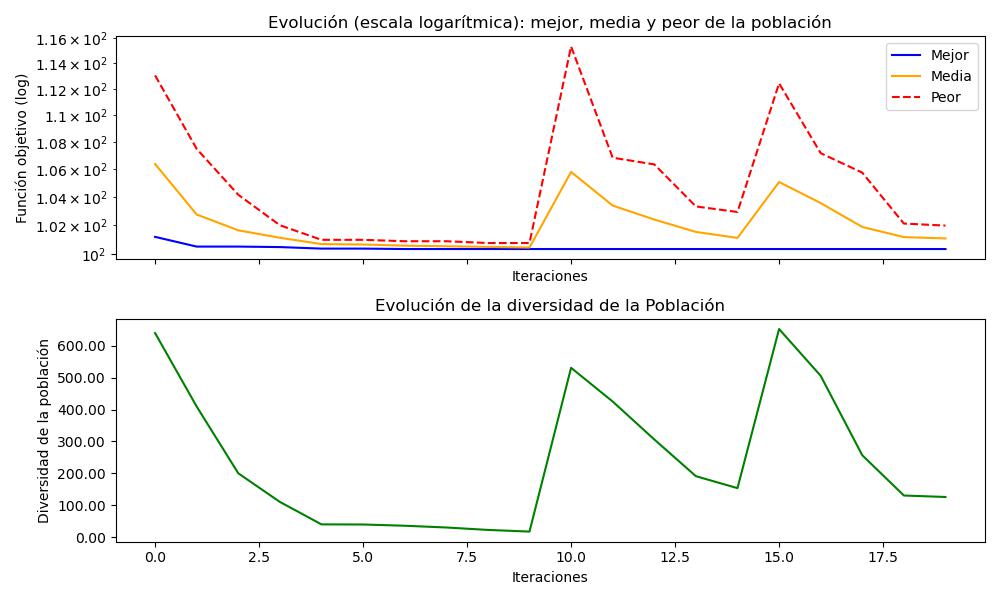 Evolución (escala logarítmica): mejor, media y peor de la población
Función objetivo (log)
1.16 × 10²
1.14 × 10²
1.12 × 10²
1.1 × 10²
1.08 × 10²
1.06 × 10²
1.04 × 10²
1.02 × 10²
10²
Mejor
Media
Peor
Iteraciones
Evolución de la diversidad de la Población
Diversidad de la población
600.00
500.00
400.00
300.00
200.00
100.00
0.00
0.0 2.5 5.0 7.5 10.0 12.5 15.0 17.5
Iteraciones